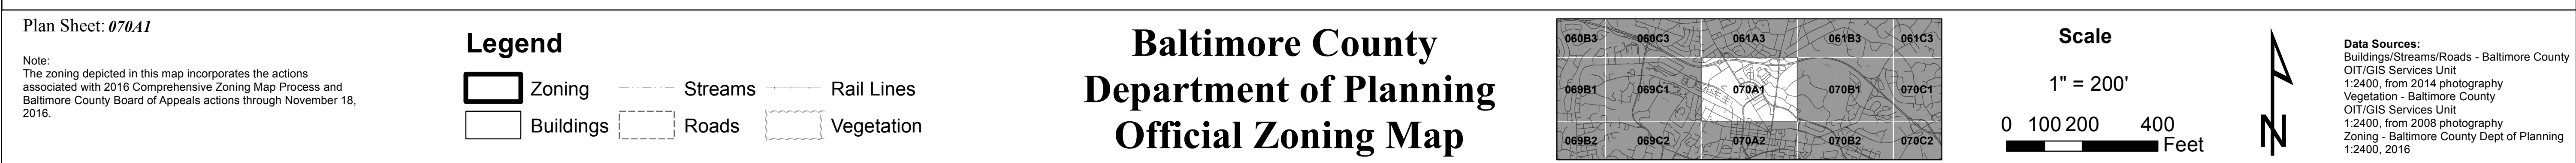 Plan Sheet: 070A1
Note:
The zoning depicted in this map incorporates the actions
associated with 2016 Comprehensive Zoning Map Process and
Baltimore County Board of Appeals actions through November 18,
2016.
Legend
Zoning
Streams
Rail Lines
Buildings
Roads
Vegetation
Baltimore County
Department of Planning
Official Zoning Map
060B3 060C3 061A3 061B3 061C3
069B1 069C1 070A1 070B1 070C1
069B2 069C2 070A2 070B2 070C2
Scale
1" = 200'
0 100 200 400
Feet
N
Data Sources:
Buildings/Streams/Roads - Baltimore County
OIT/GIS Services Unit
1:2400, from 2014 photography
Vegetation - Baltimore County
OIT/GIS Services Unit
1:2400, from 2008 photography
Zoning - Baltimore County Dept of Planning
1:2400, 2016